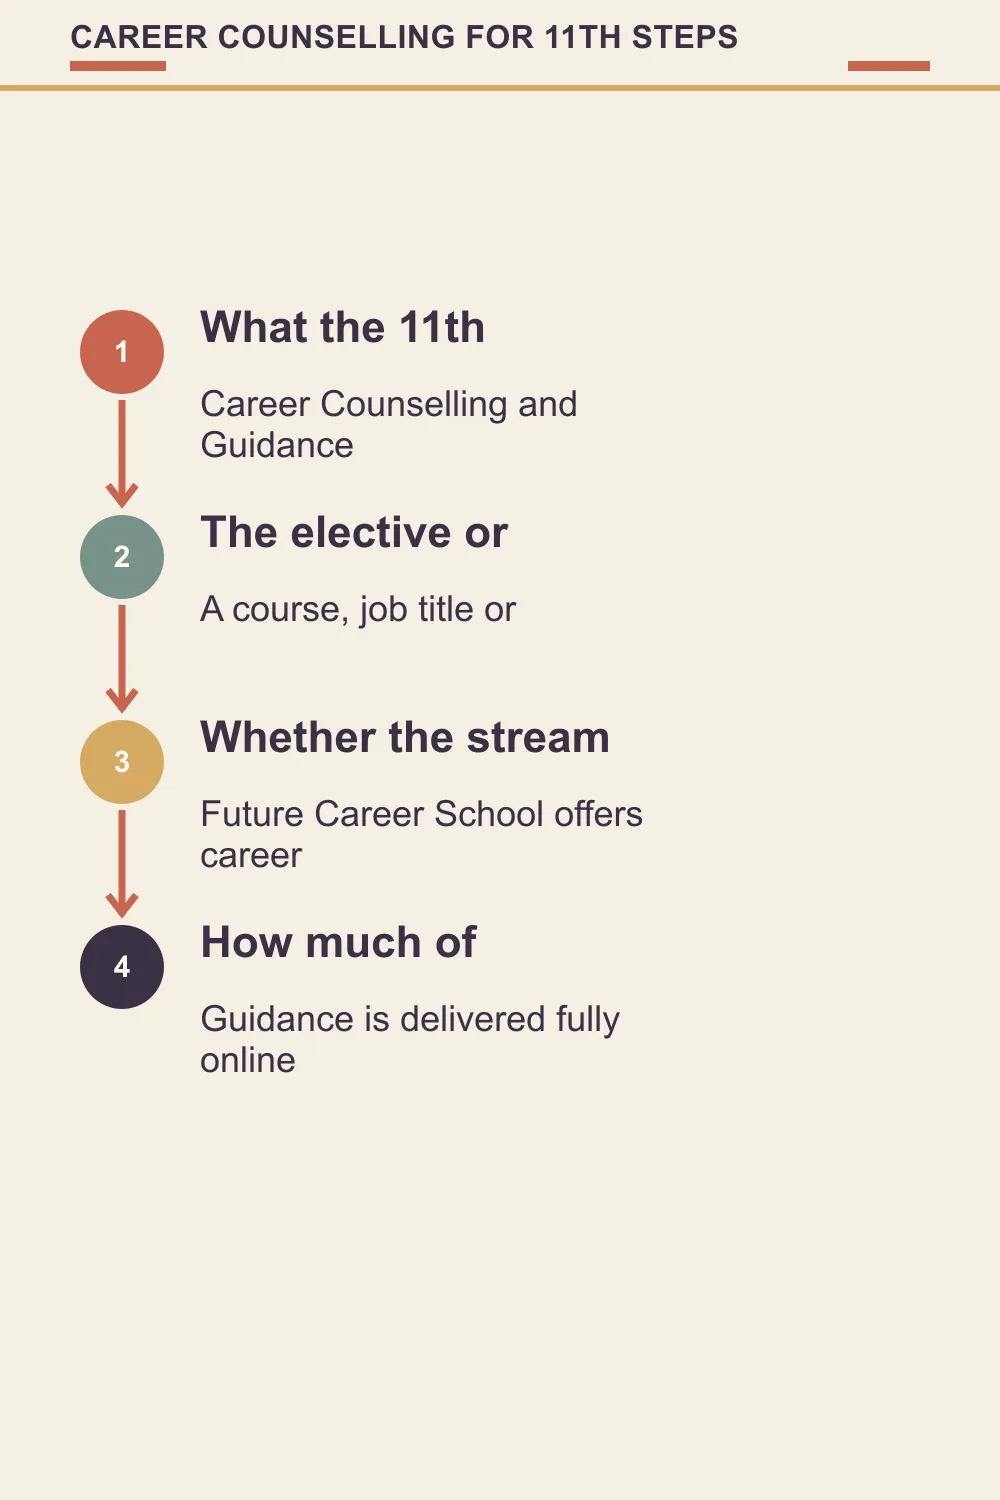 CAREER COUNSELLING FOR 11TH STEPS
1
What the 11th
Career Counselling and
Guidance
2
The elective or
A course, job title or
3
Whether the stream
Future Career School offers
career
4
How much of
Guidance is delivered fully
online